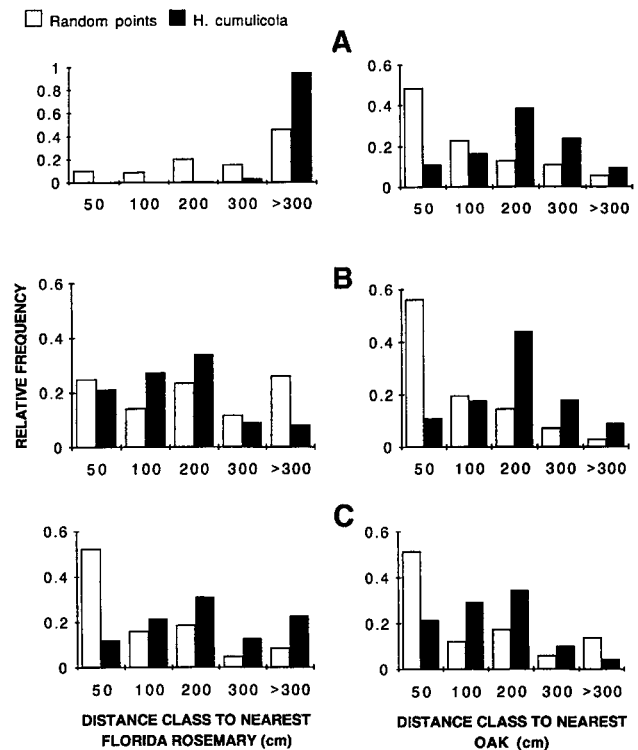 Random points H. cumulicola
A
1
0.8
0.6
0.4
0.2
0
50 100 200 300 >300
0.6
0.4
0.2
0
50 100 200 300 >300
B
RELATIVE FREQUENCY
0.6
0.4
0.2
0
50 100 200 300 >300
0.6
0.4
0.2
0
50 100 200 300 >300
C
0.6
0.4
0.2
0
50 100 200 300 >300
DISTANCE CLASS TO NEAREST
FLORIDA ROSEMARY (cm)
0.6
0.4
0.2
0
50 100 200 300 >300
DISTANCE CLASS TO NEAREST
OAK (cm)